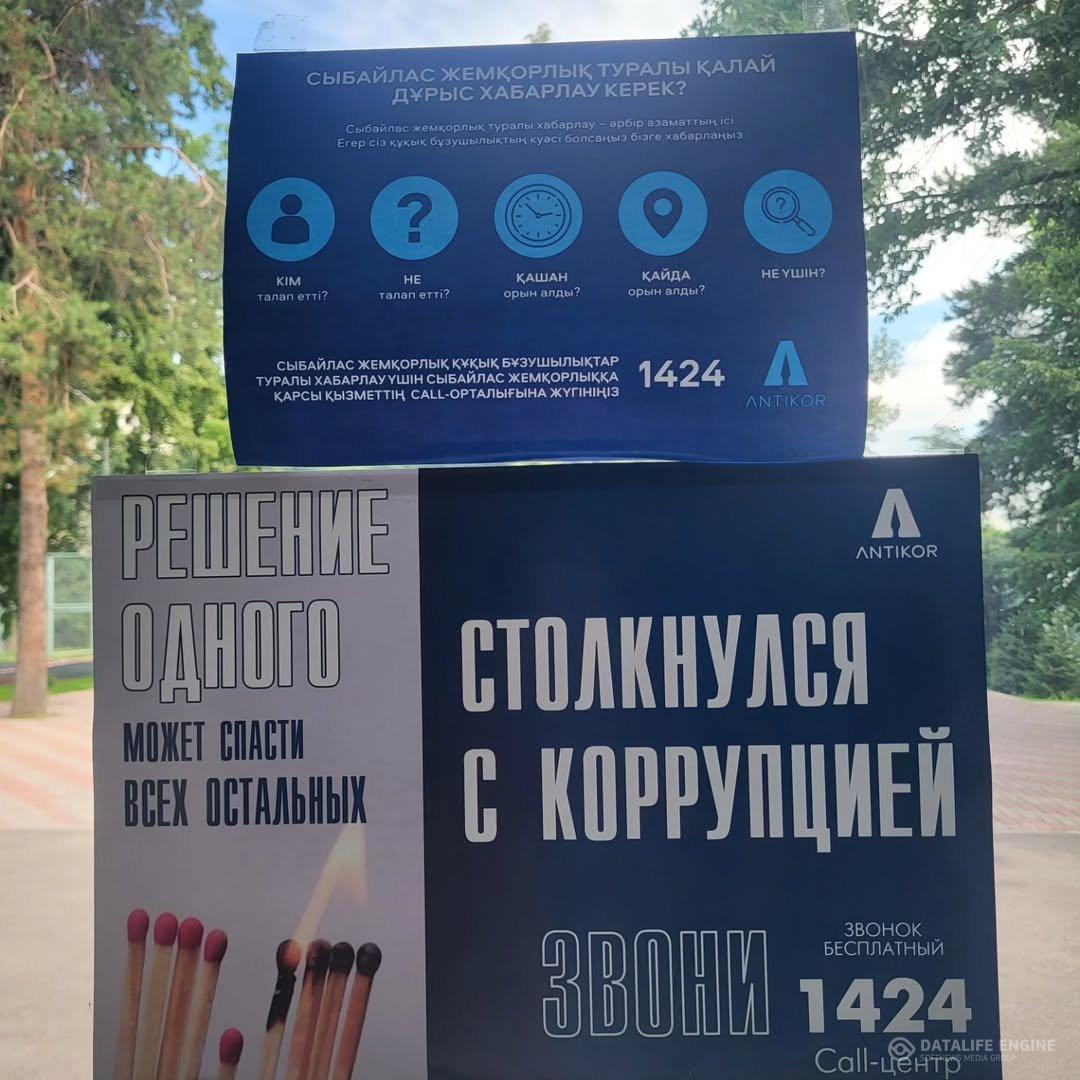 СЫБАЙЛАС ЖЕМҚОРЛЫҚ ТУРАЛЫ ҚАЛАЙ
ДҰРЫС ХАБАРЛАУ КЕРЕК?
Сыбайлас жемқорлық туралы хабарлау – әрбір азаматтың ісі
Егер сіз құқық бұзушылықтың куәсі болсаңыз бізге хабарлаңыз
КІМ
талап етті?
НЕ
талап етті?
ҚАШАН
орын алды?
ҚАЙДА
орын алды?
НЕ ҮШІН?
СЫБАЙЛАС ЖЕМҚОРЛЫҚ ҚҰҚЫҚ БҰЗУШЫЛЫҚТАР
ТУРАЛЫ ХАБАРЛАУ ҮШІН СЫБАЙЛАС ЖЕМҚОРЛЫҚҚА
ҚАРСЫ ҚЫЗМЕТТІҢ CALL-ОРТАЛЫҒЫНА ЖҮГІНІҢІЗ
1424
ANTIKOR
РЕШЕНИЕ
ОДНОГО
МОЖЕТ СПАСТИ
ВСЕХ ОСТАЛЬНЫХ
ANTIKOR
СТОЛКНУЛСЯ
С КОРРУПЦИЕЙ
ЗВОНИ
ЗВОНОК
БЕСПЛАТНЫЙ
1424
Call-центр
DATALIFE ENGINE
SOFTNEWS MEDIA GROUP